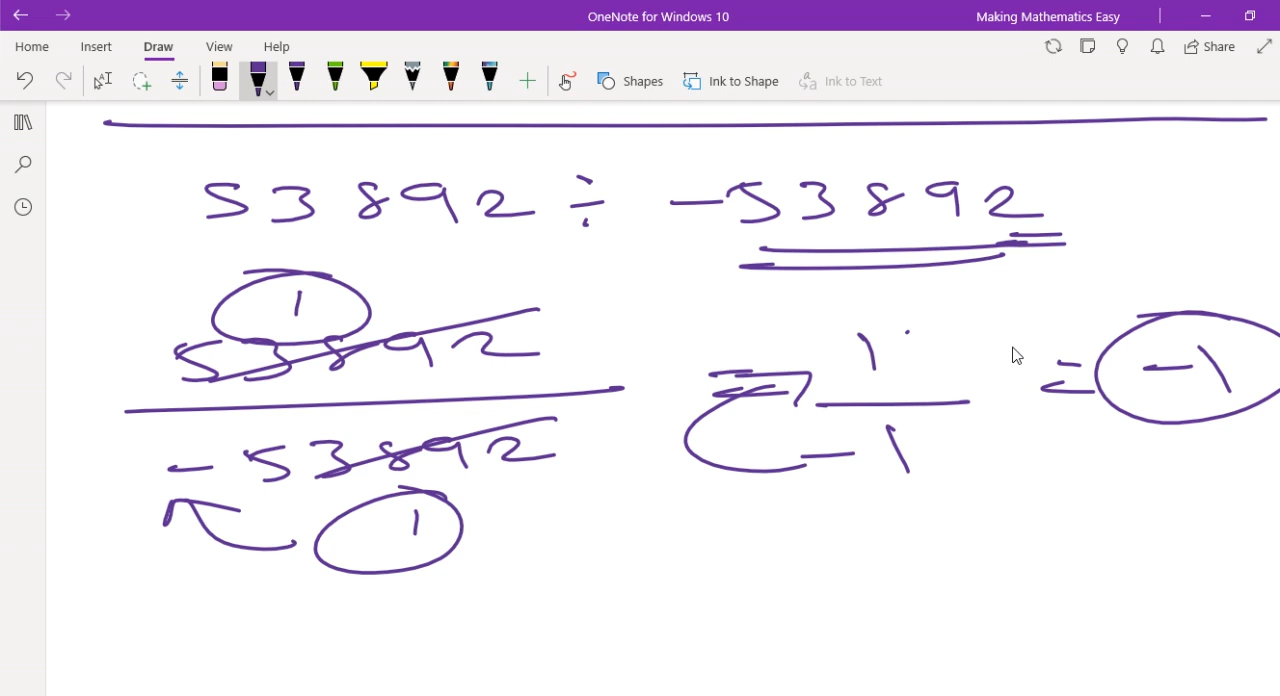 OneNote for Windows 10 Making Mathematics Easy
Home Insert Draw View Help Share
Shapes Ink to Shape Ink to Text
53892 ÷ -53892
1
53892
-53892
1
1
-1
= -1